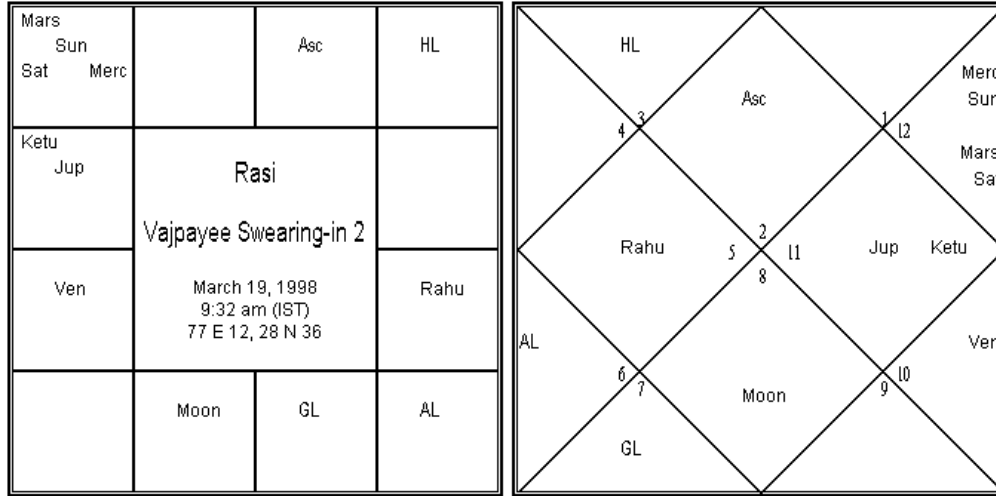 Mars
Sun
Sat Merc
Asc
HL
Ketu
Jup
Rasi
Vajpayee Swearing-in 2
March 19, 1998
9:32 am (IST)
77 E 12, 28 N 36
Ven
Rahu
Moon
GL
AL
HL
Asc
Merc
Sun
3
4
1
12
Mars
Sat
Rahu
2
5
11
8
Jup Ketu
AL
Ven
6
7
10
9
Moon
GL